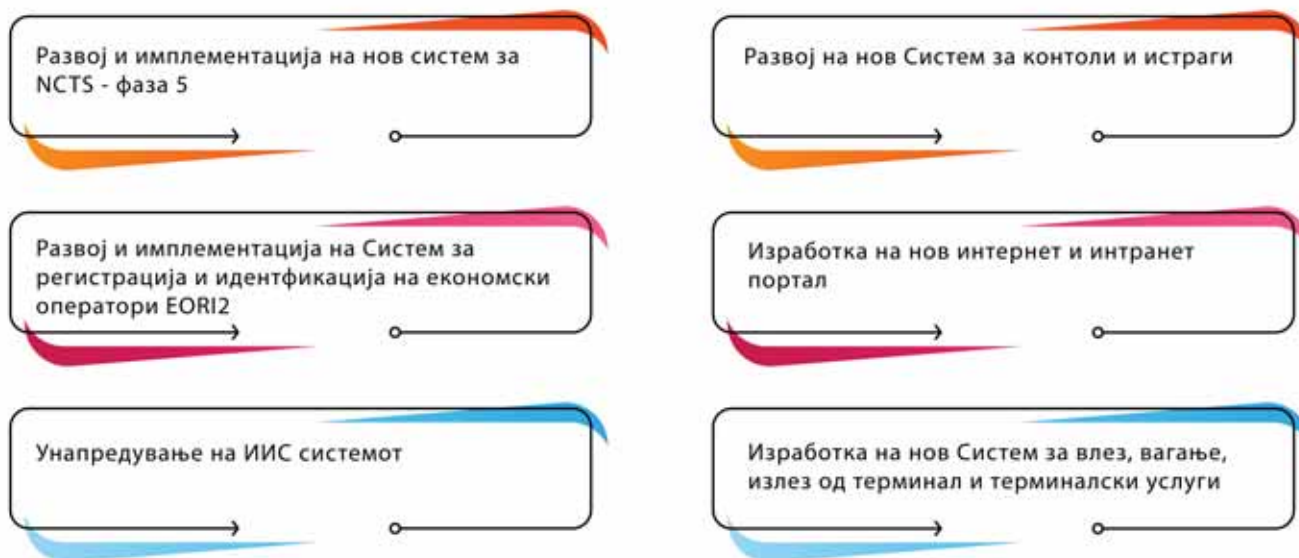 Развој и имплементација на нов систем за
NCTS - фаза 5
Развој на нов Систем за контоли и истраги
Развој и имплементација на Систем за
регистрација и идентфикација на економски
оператори EORI2
Изработка на нов интернет и интранет
портал
Унапредување на ИИС системот
Изработка на нов Систем за влез, вагање,
излез од терминал и терминалски услуги